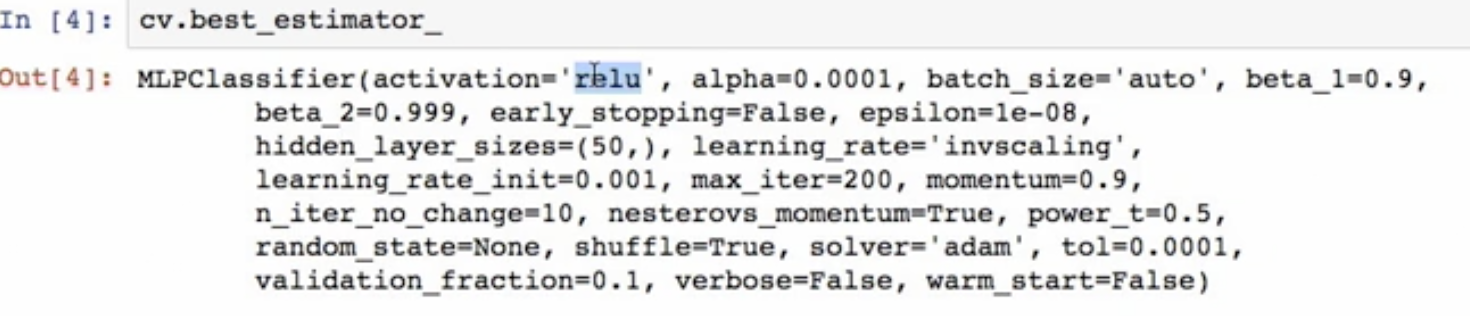 In [4]: cv.best_estimator_
Out[4]: MLPClassifier(activation='relu', alpha=0.0001, batch_size='auto', beta_1=0.9,
beta_2=0.999, early_stopping=False, epsilon=1e-08,
hidden_layer_sizes=(50,), learning_rate='invscaling',
learning_rate_init=0.001, max_iter=200, momentum=0.9,
n_iter_no_change=10, nesterovs_momentum=True, power_t=0.5,
random_state=None, shuffle=True, solver='adam', tol=0.0001,
validation_fraction=0.1, verbose=False, warm_start=False)